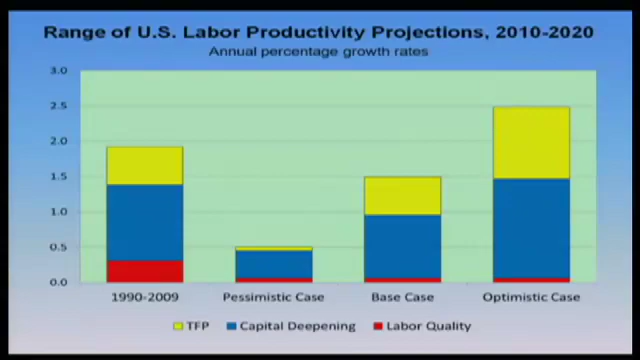 Range of U.S. Labor Productivity Projections, 2010-2020
Annual percentage growth rates
3.0
2.5
2.0
1.5
1.0
0.5
0.0
1990-2009 Pessimistic Case Base Case Optimistic Case
TFP Capital Deepening Labor Quality